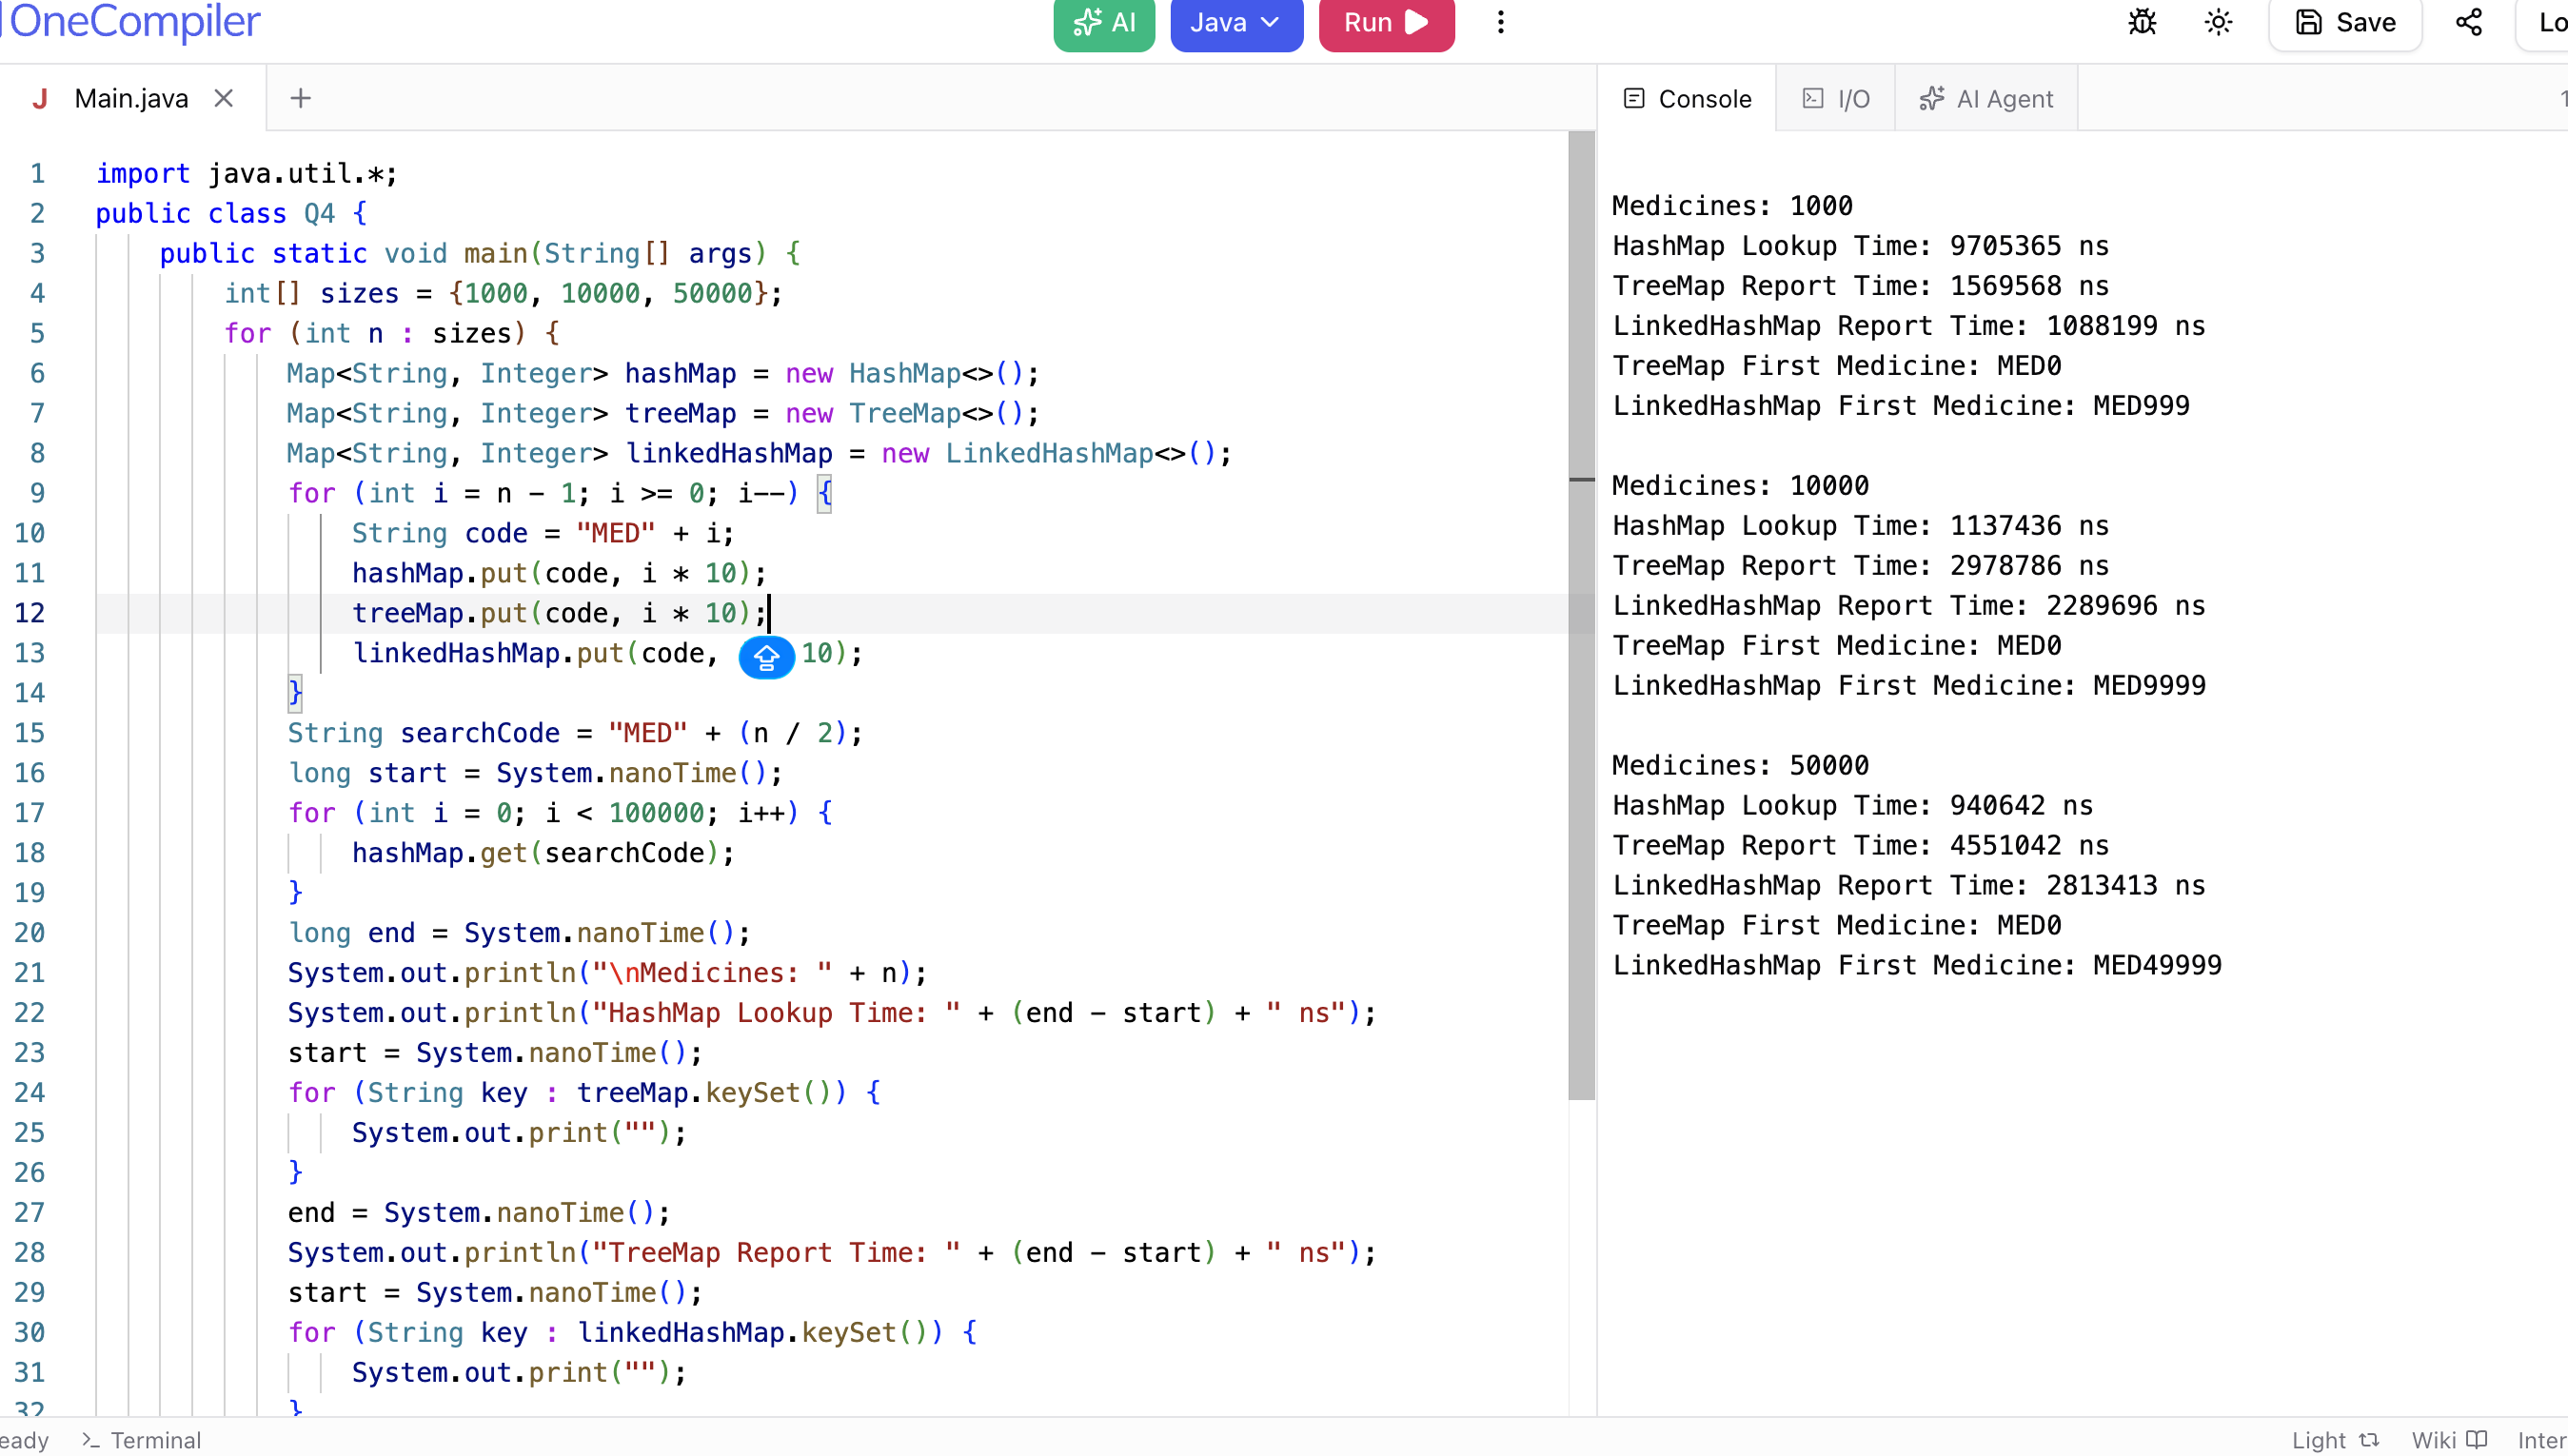 OneCompiler
AI
Java
Run
Save
Lo
J Main.java
Console
I/O
AI Agent
1
1 import java.util.*;
2 public class Q4 {
3 public static void main(String[] args) {
4 int[] sizes = {1000, 10000, 50000};
5 for (int n : sizes) {
6 Map<String, Integer> hashMap = new HashMap<>();
7 Map<String, Integer> treeMap = new TreeMap<>();
8 Map<String, Integer> linkedHashMap = new LinkedHashMap<>();
9 for (int i = n - 1; i >= 0; i--) {
10 String code = "MED" + i;
11 hashMap.put(code, i * 10);
12 treeMap.put(code, i * 10);
13 linkedHashMap.put(code, 10);
14 }
15 String searchCode = "MED" + (n / 2);
16 long start = System.nanoTime();
17 for (int i = 0; i < 100000; i++) {
18 hashMap.get(searchCode);
19 }
20 long end = System.nanoTime();
21 System.out.println("\nMedicines: " + n);
22 System.out.println("HashMap Lookup Time: " + (end - start) + " ns");
23 start = System.nanoTime();
24 for (String key : treeMap.keySet()) {
25 System.out.print("");
26 }
27 end = System.nanoTime();
28 System.out.println("TreeMap Report Time: " + (end - start) + " ns");
29 start = System.nanoTime();
30 for (String key : linkedHashMap.keySet()) {
31 System.out.print("");
32 }
Medicines: 1000
HashMap Lookup Time: 9705365 ns
TreeMap Report Time: 1569568 ns
LinkedHashMap Report Time: 1088199 ns
TreeMap First Medicine: MED0
LinkedHashMap First Medicine: MED999
Medicines: 10000
HashMap Lookup Time: 1137436 ns
TreeMap Report Time: 2978786 ns
LinkedHashMap Report Time: 2289696 ns
TreeMap First Medicine: MED0
LinkedHashMap First Medicine: MED9999
Medicines: 50000
HashMap Lookup Time: 940642 ns
TreeMap Report Time: 4551042 ns
LinkedHashMap Report Time: 2813413 ns
TreeMap First Medicine: MED0
LinkedHashMap First Medicine: MED49999
eady
Terminal
Light
Wiki
Inter